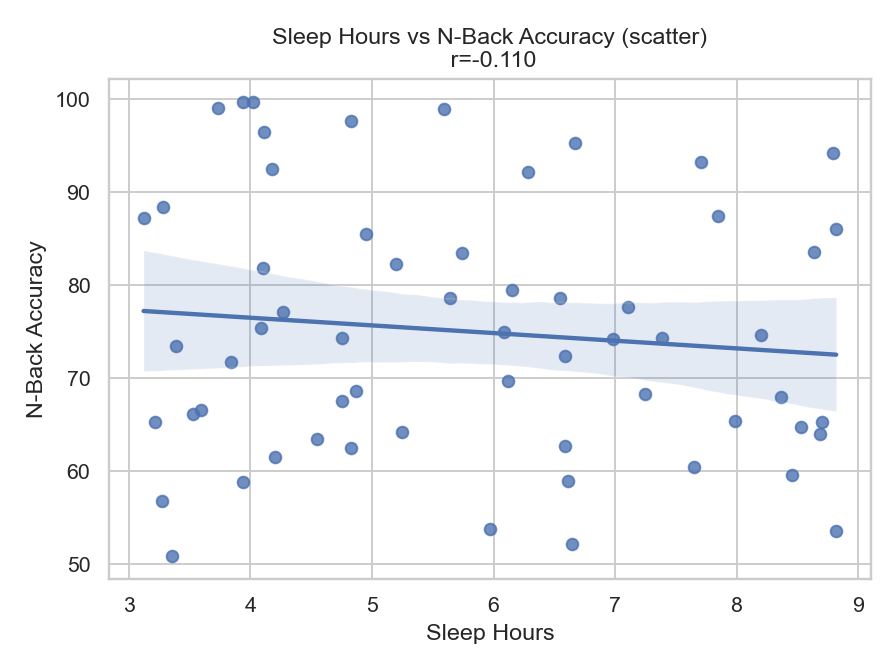 Sleep Hours vs N-Back Accuracy (scatter)
r=-0.110
N-Back Accuracy
100
90
80
70
60
50
3 4 5 6 7 8 9
Sleep Hours